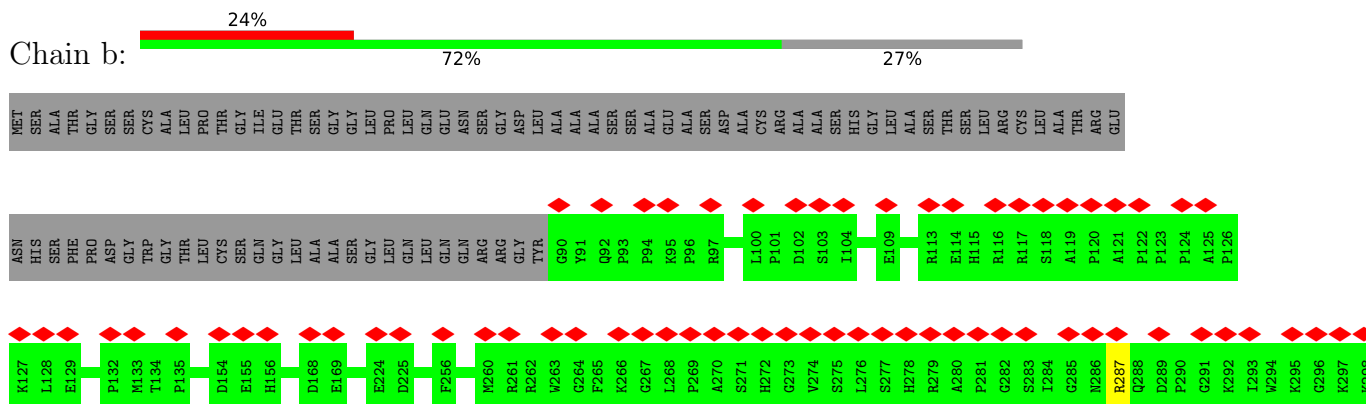 24%
Chain b:
72% 27%
MET SER ALA THR GLY SER SER CYS ALA LEU PRO THR GLY ILE GLU THR SER GLY GLY LEU PRO LEU GLN GLU ASN SER GLY ASP LEU ALA ALA ALA SER SER ALA GLU ALA SER ASP ALA CYS ARG ALA ALA SER HIS GLY LEU ALA SER THR SER LEU ARG CYS LEU ALA THR ARG GLU
ASN HIS SER PHE PRO ASP GLY TRP GLY THR LEU CYS SER GLN GLY LEU ALA ALA SER GLY LEU GLN LEU GLN GLN ARG ARG GLY TYR G90 Y91 Q92 P93 P94 K95 P96 R97 L100 P101 D102 S103 I104 E109 R113 E114 H115 R116 R117 S118 A119 P120 A121 P122 P123 P124 A125 P126
K127 L128 E129 P132 M133 T134 P135 D154 E155 H156 D168 E169 E224 D225 F256 M260 R261 R262 W263 G264 F265 K266 G267 L268 P269 A270 S271 H272 G273 V274 S275 L276 S277 H278 R279 A280 P281 G282 S283 I284 G285 N286 R287 Q288 D289 P290 G291 K292 I293 W294 K295 G296 K297